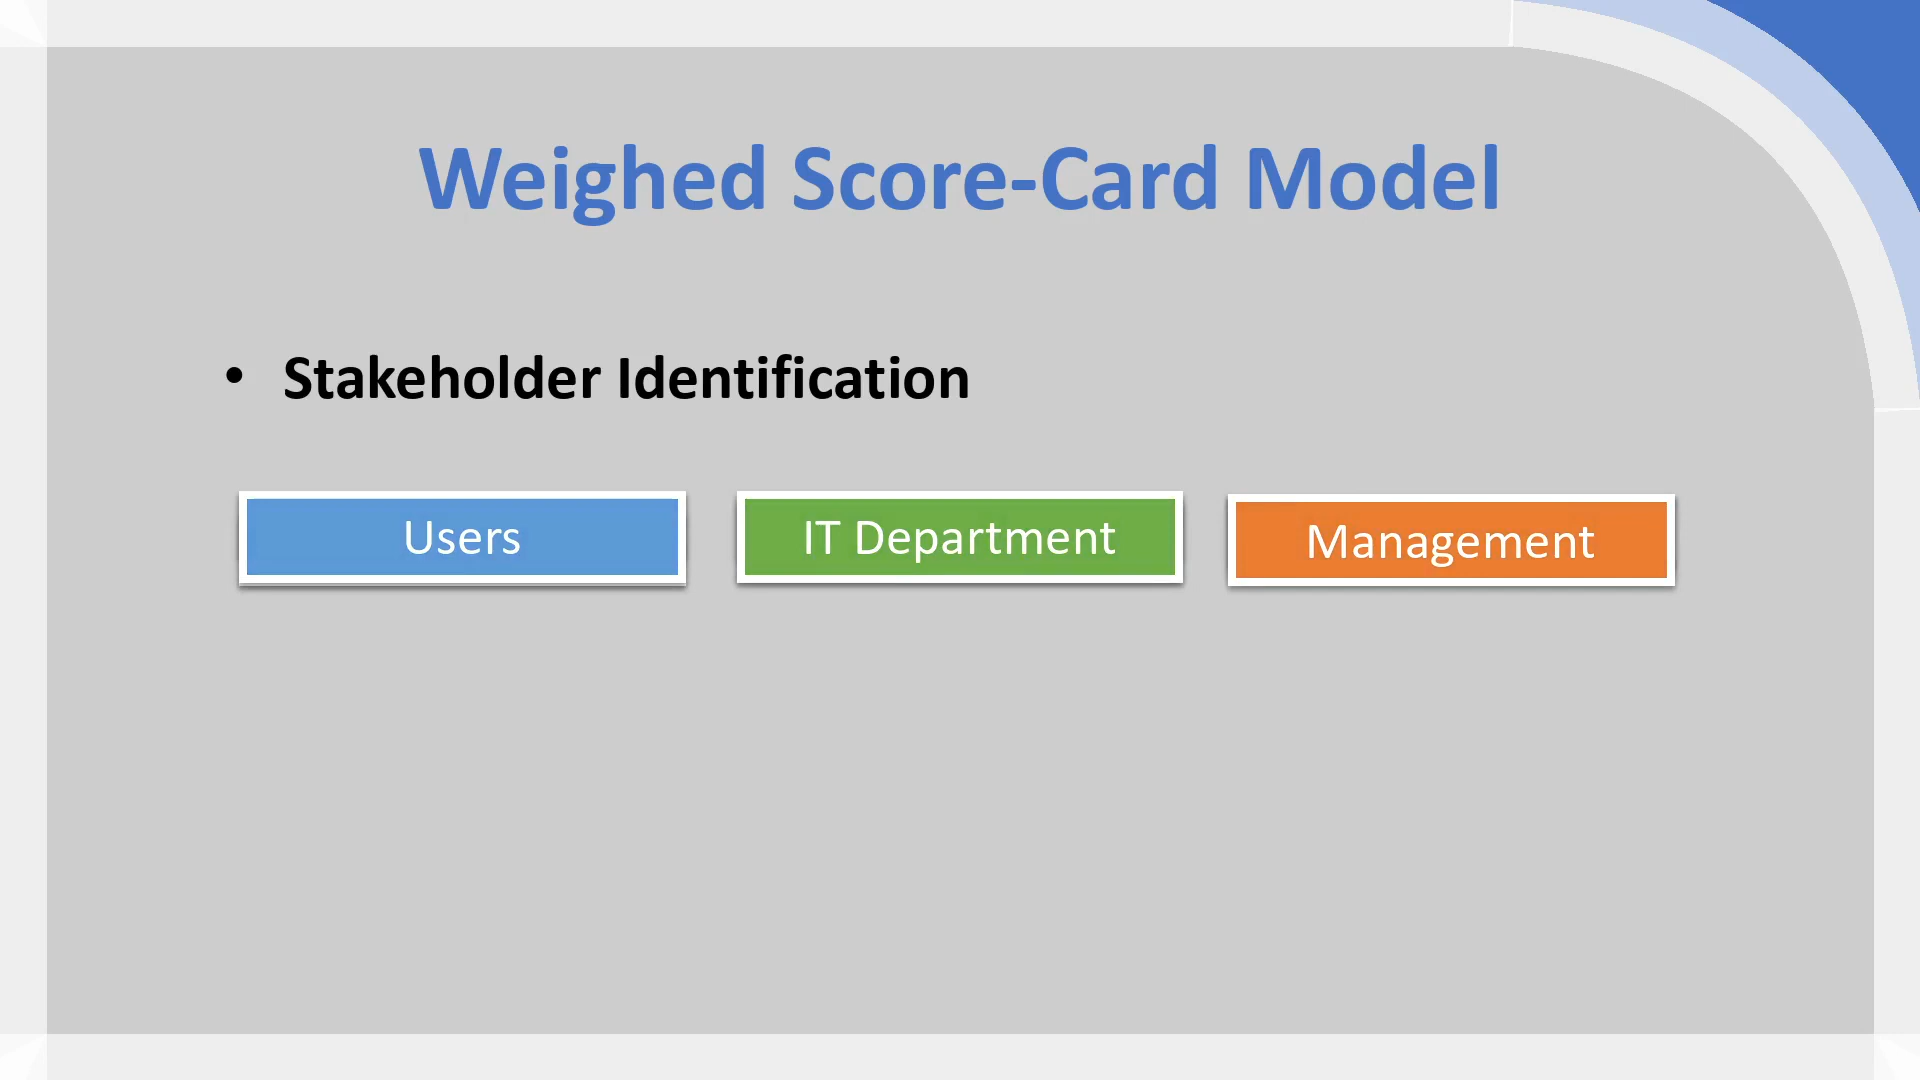 Weighed Score-Card Model
• Stakeholder Identification
Users
IT Department
Management